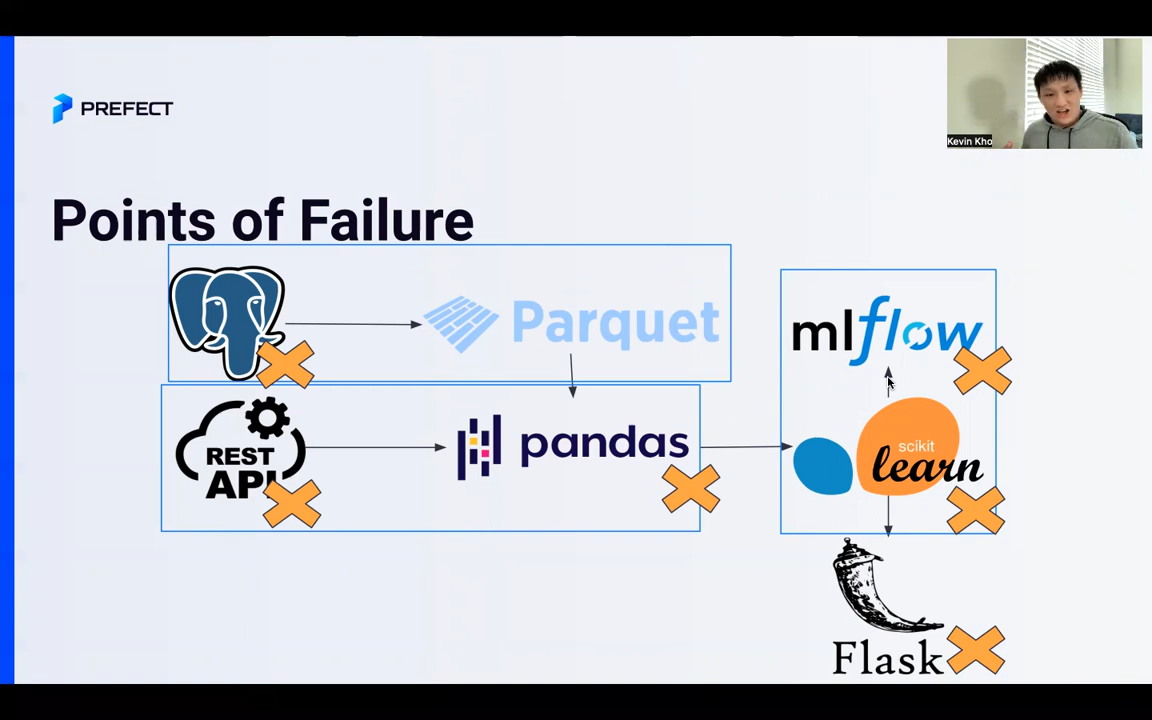 PREFECT
Kevin Kho
Points of Failure
Parquet
mlflow
REST
API
pandas
scikit
learn
Flask